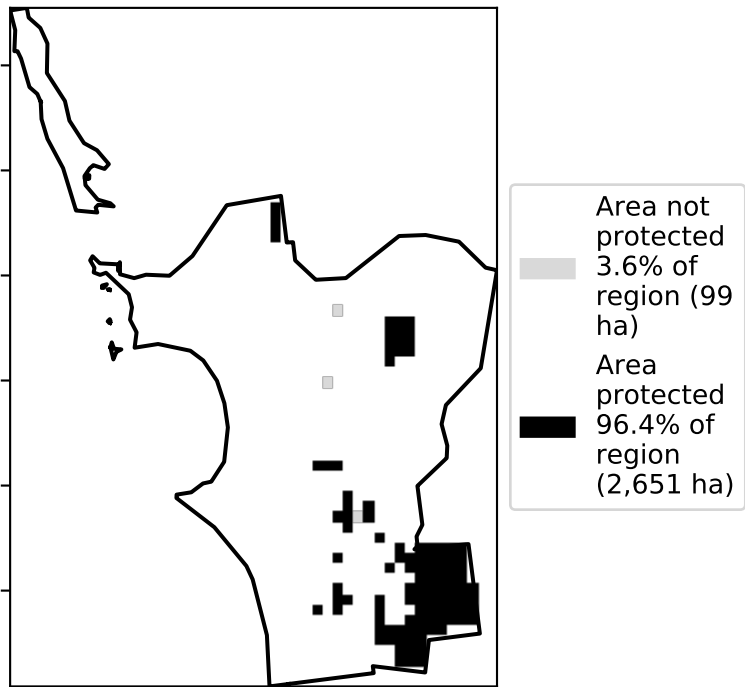 Area not
protected
3.6% of
region (99
ha)
Area
protected
96.4% of
region
(2,651 ha)